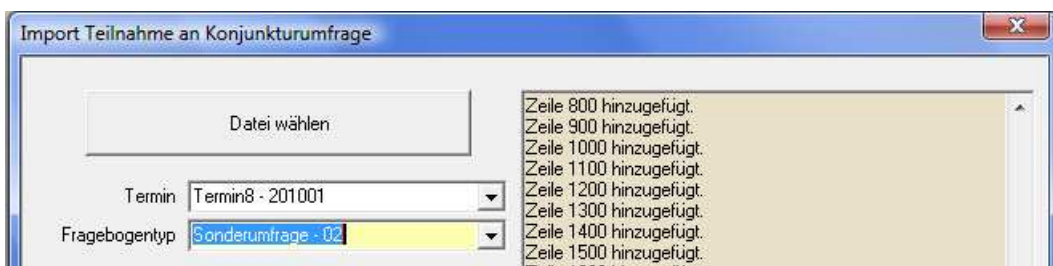 Import Teilnahme an Konjunkturumfrage
Datei wählen
Termin Termin8 - 201001
Fragebogentyp Sonderumfrage - 02
Zeile 800 hinzugefügt.
Zeile 900 hinzugefügt.
Zeile 1000 hinzugefügt.
Zeile 1100 hinzugefügt.
Zeile 1200 hinzugefügt.
Zeile 1300 hinzugefügt.
Zeile 1400 hinzugefügt.
Zeile 1500 hinzugefügt.